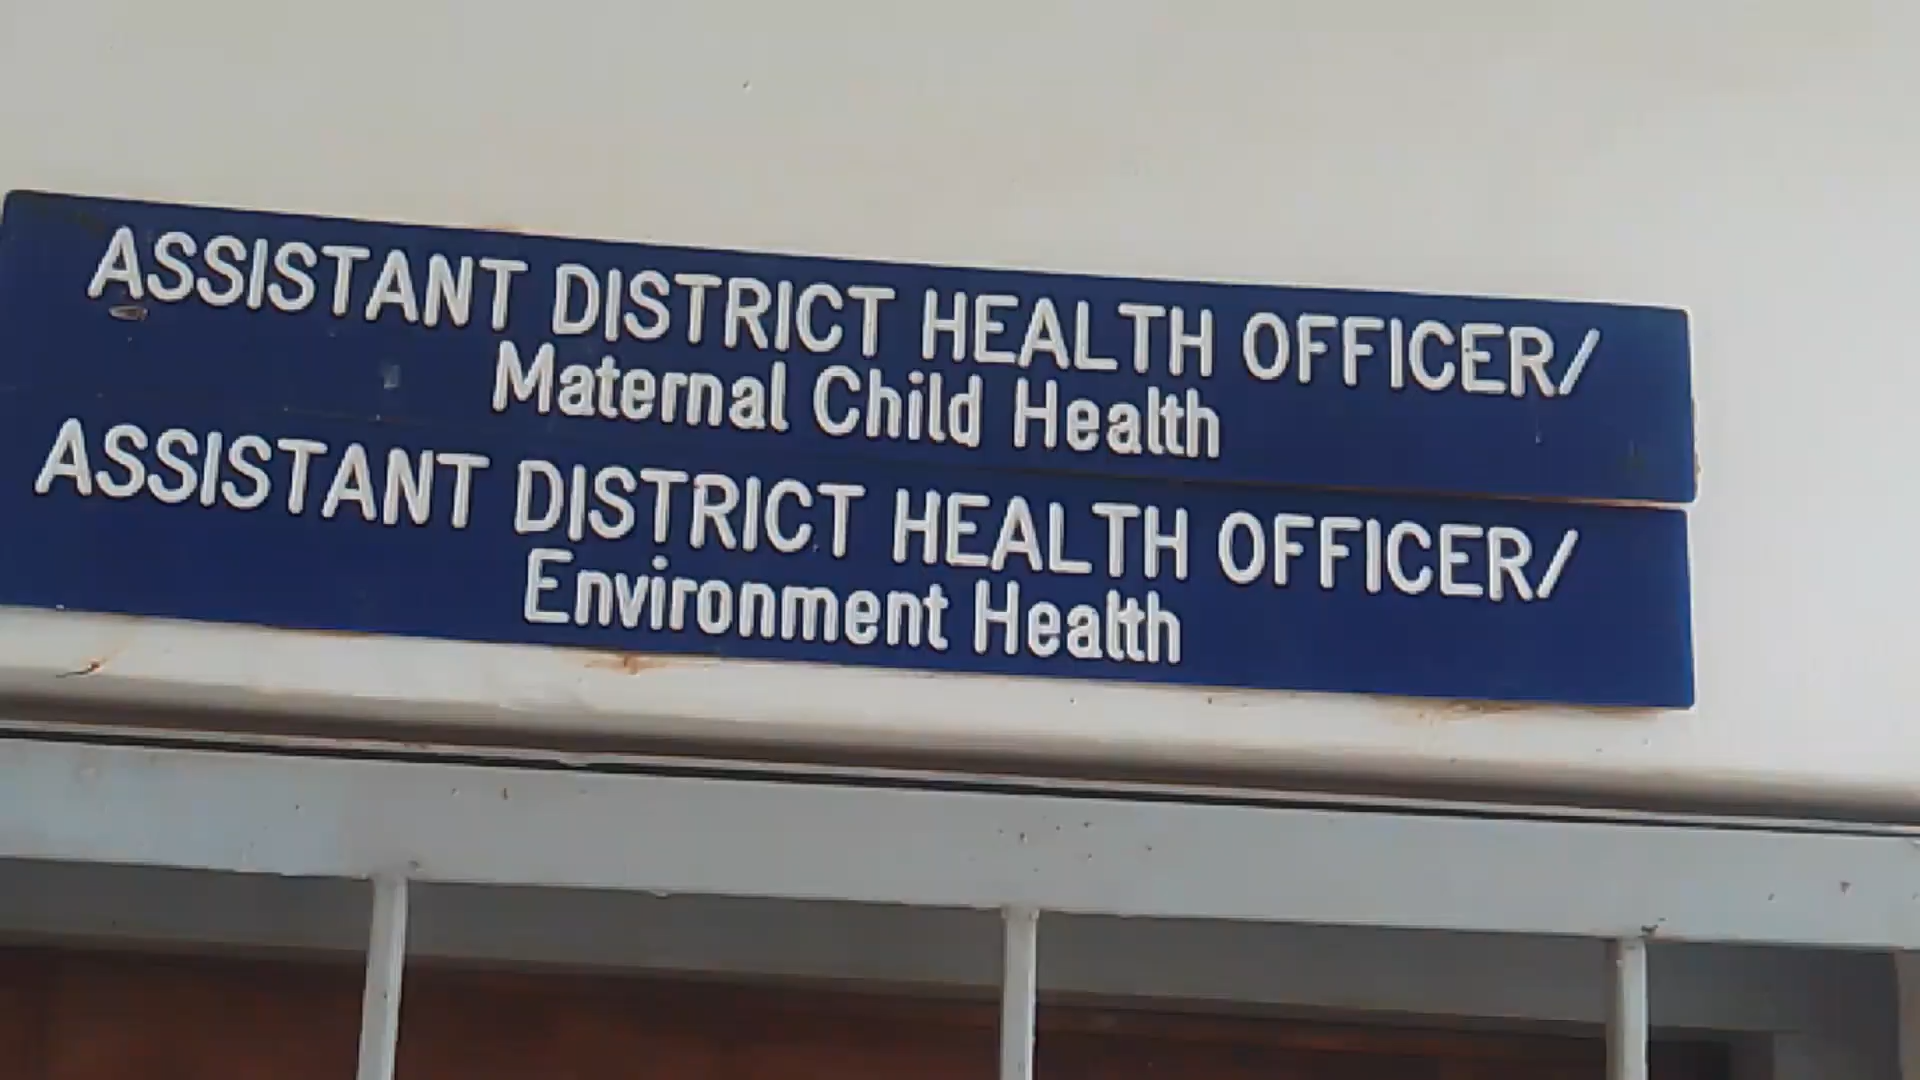 ASSISTANT DISTRICT HEALTH OFFICER/
Maternal Child Health
ASSISTANT DISTRICT HEALTH OFFICER/
Environment Health